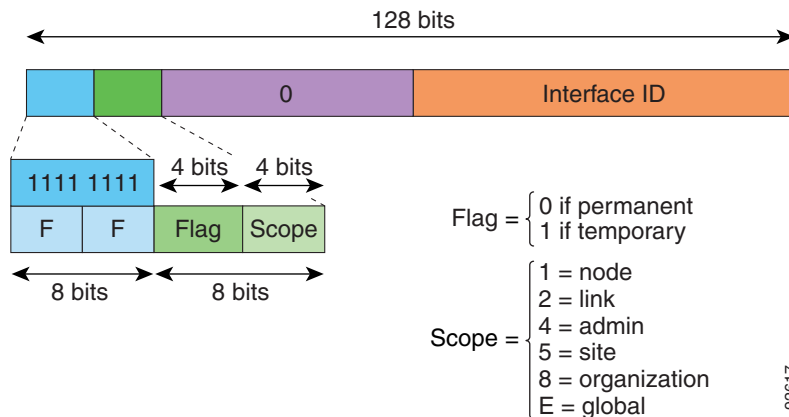 128 bits
0 Interface ID
4 bits 4 bits
1111 1111
F F Flag Scope
8 bits 8 bits
Flag = 0 if permanent
1 if temporary
Scope = 1 = node
2 = link
4 = admin
5 = site
8 = organization
E = global